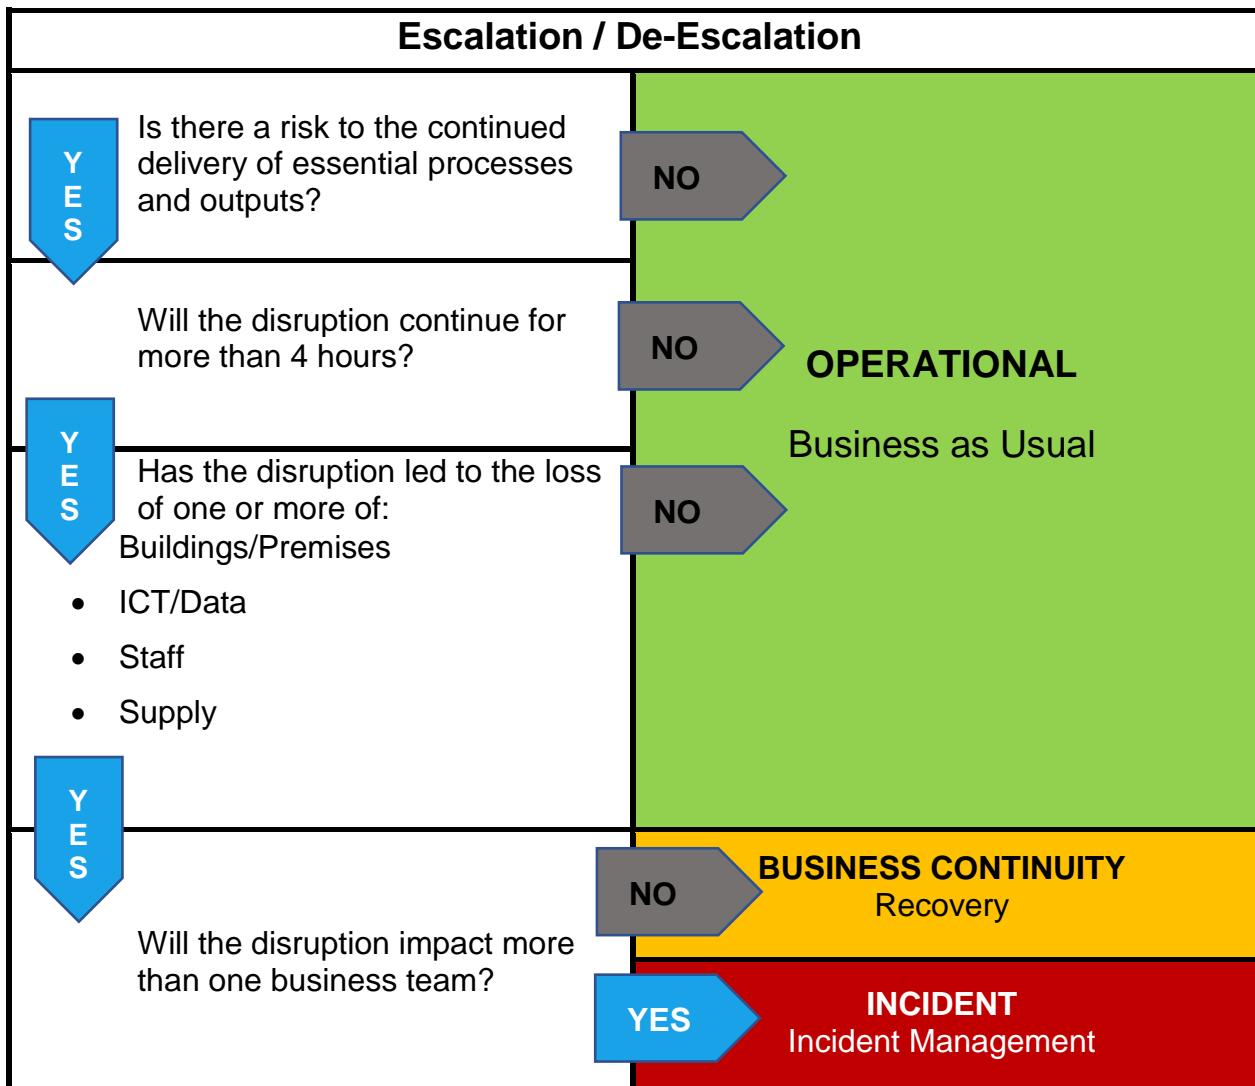 Escalation / De-Escalation
Y
E
S
Is there a risk to the continued
delivery of essential processes
and outputs?
NO
Will the disruption continue for
more than 4 hours?
NO
OPERATIONAL
Business as Usual
Y
E
S
Has the disruption led to the loss
of one or more of:
Buildings/Premises
• ICT/Data
• Staff
• Supply
NO
Y
E
S
Will the disruption impact more
than one business team?
NO
BUSINESS CONTINUITY
Recovery
YES
INCIDENT
Incident Management